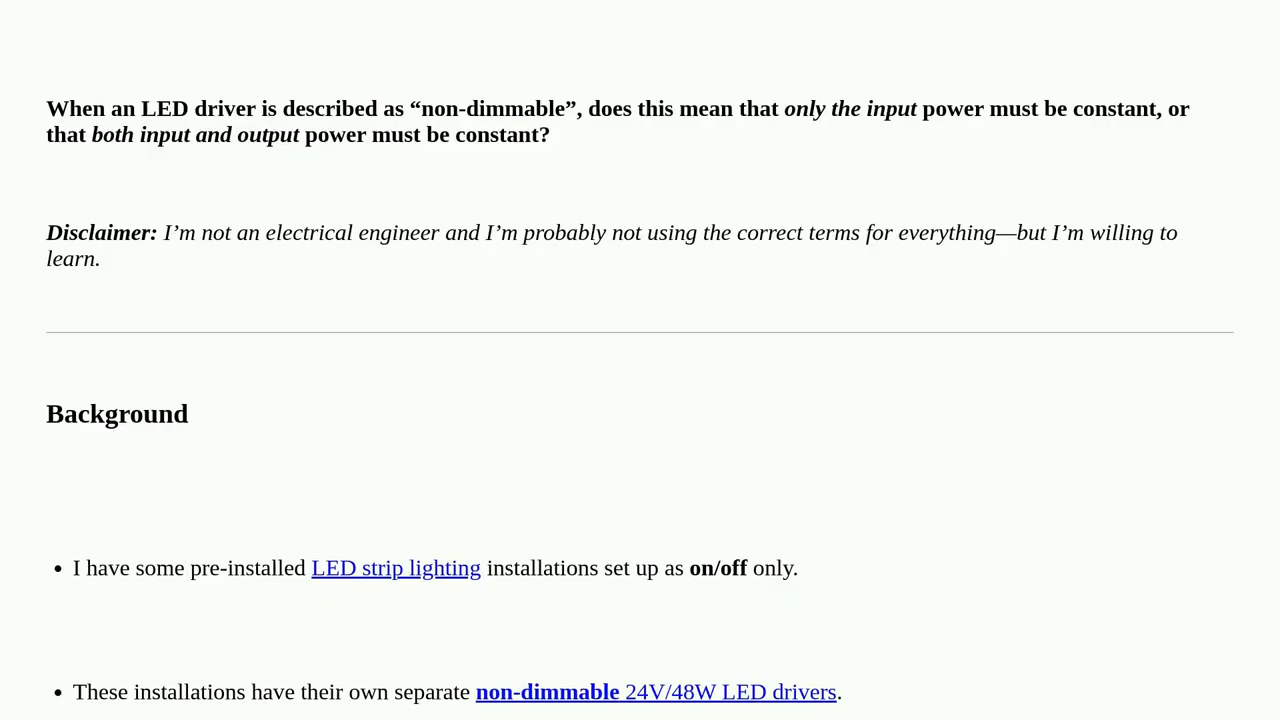 When an LED driver is described as “non-dimmable”, does this mean that only the input power must be constant, or
that both input and output power must be constant?
Disclaimer: I’m not an electrical engineer and I’m probably not using the correct terms for everything—but I’m willing to
learn.
Background
• I have some pre-installed LED strip lighting installations set up as on/off only.
• These installations have their own separate non-dimmable 24V/48W LED drivers.